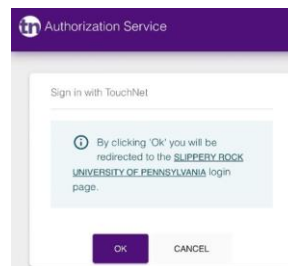 tn Authorization Service
Sign in with TouchNet
By clicking 'Ok' you will be
redirected to the SLIPPERY ROCK
UNIVERSITY OF PENNSYLVANIA login
page.
OK CANCEL